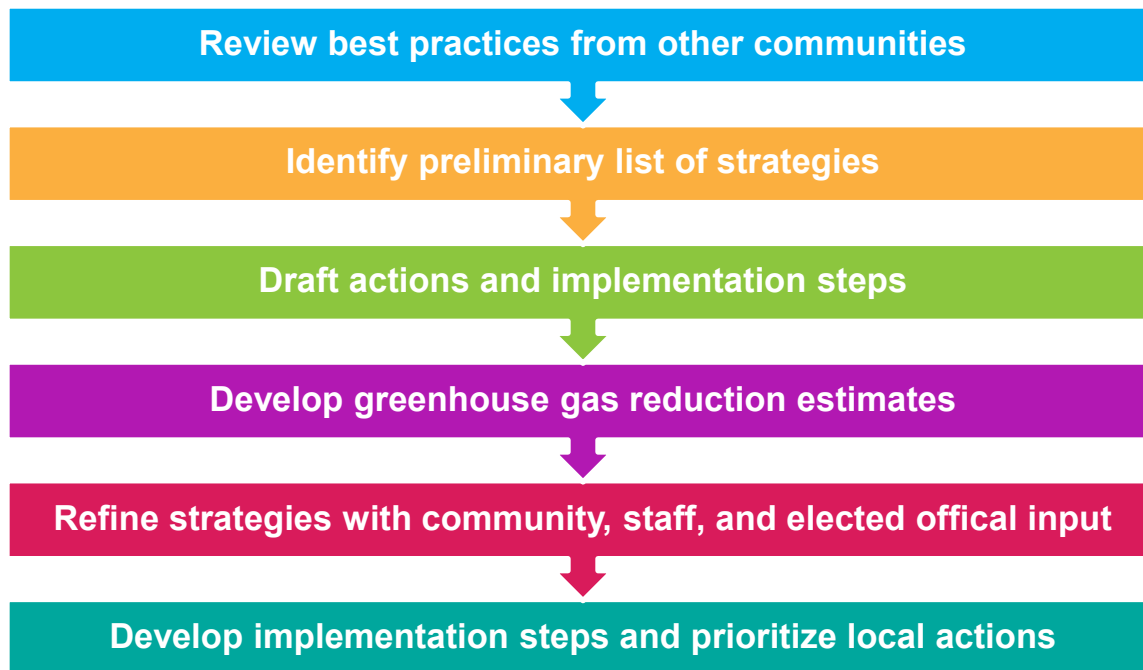 Review best practices from other communities
Identify preliminary list of strategies
Draft actions and implementation steps
Develop greenhouse gas reduction estimates
Refine strategies with community, staff, and elected offical input
Develop implementation steps and prioritize local actions